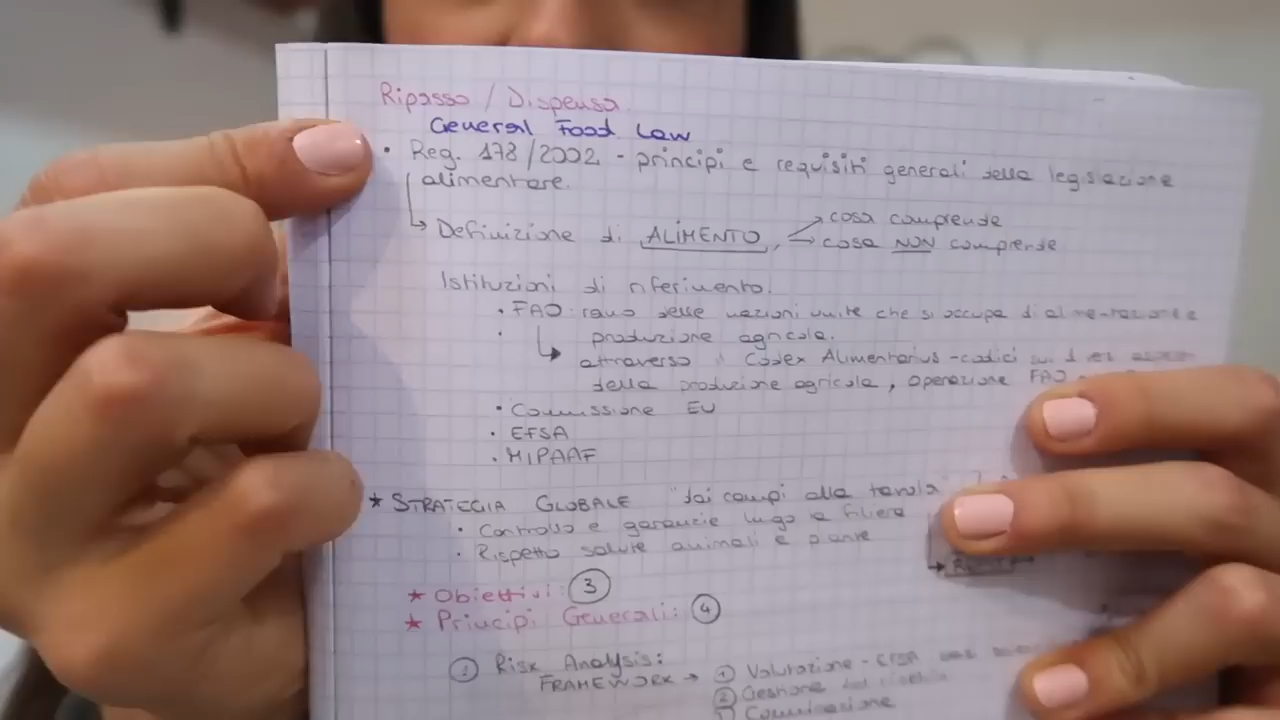 Ripasso / Dispensa
General Food Law
• Reg. 178/2002 - principi e requisiti generali della legislazione
alimentare.
Definizione di ALIMENTO, cosa comprende
cosa NON comprende
Istituzioni di riferimento.
• FAO: ramo delle nazioni unite che si occupa di alimentazione e
• produzione agricola.
attraverso il Codex Alimentarius - codici
della produzione agricola, operazione FAO
• Commissione EU
• EFSA
• MIPAAF
* STRATEGIA GLOBALE "dai campi alla tavola"
• Controllo e garanzie lungo la filiera
• Rispetto salute animali e piante
* Obiettivi: 3
* Principi Generali: 4
1 Risk Analysis:
FRAMEWORK → 1 Valutazione - EFSA
2 Gestione del rischio
3 Comunicazione